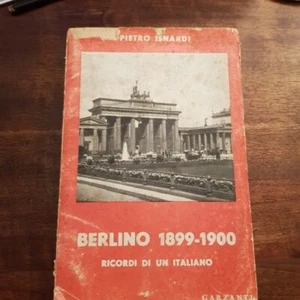 PIETRO ISNARDI
BERLINO 1899-1900
RICORDI DI UN ITALIANO
GARZANTI